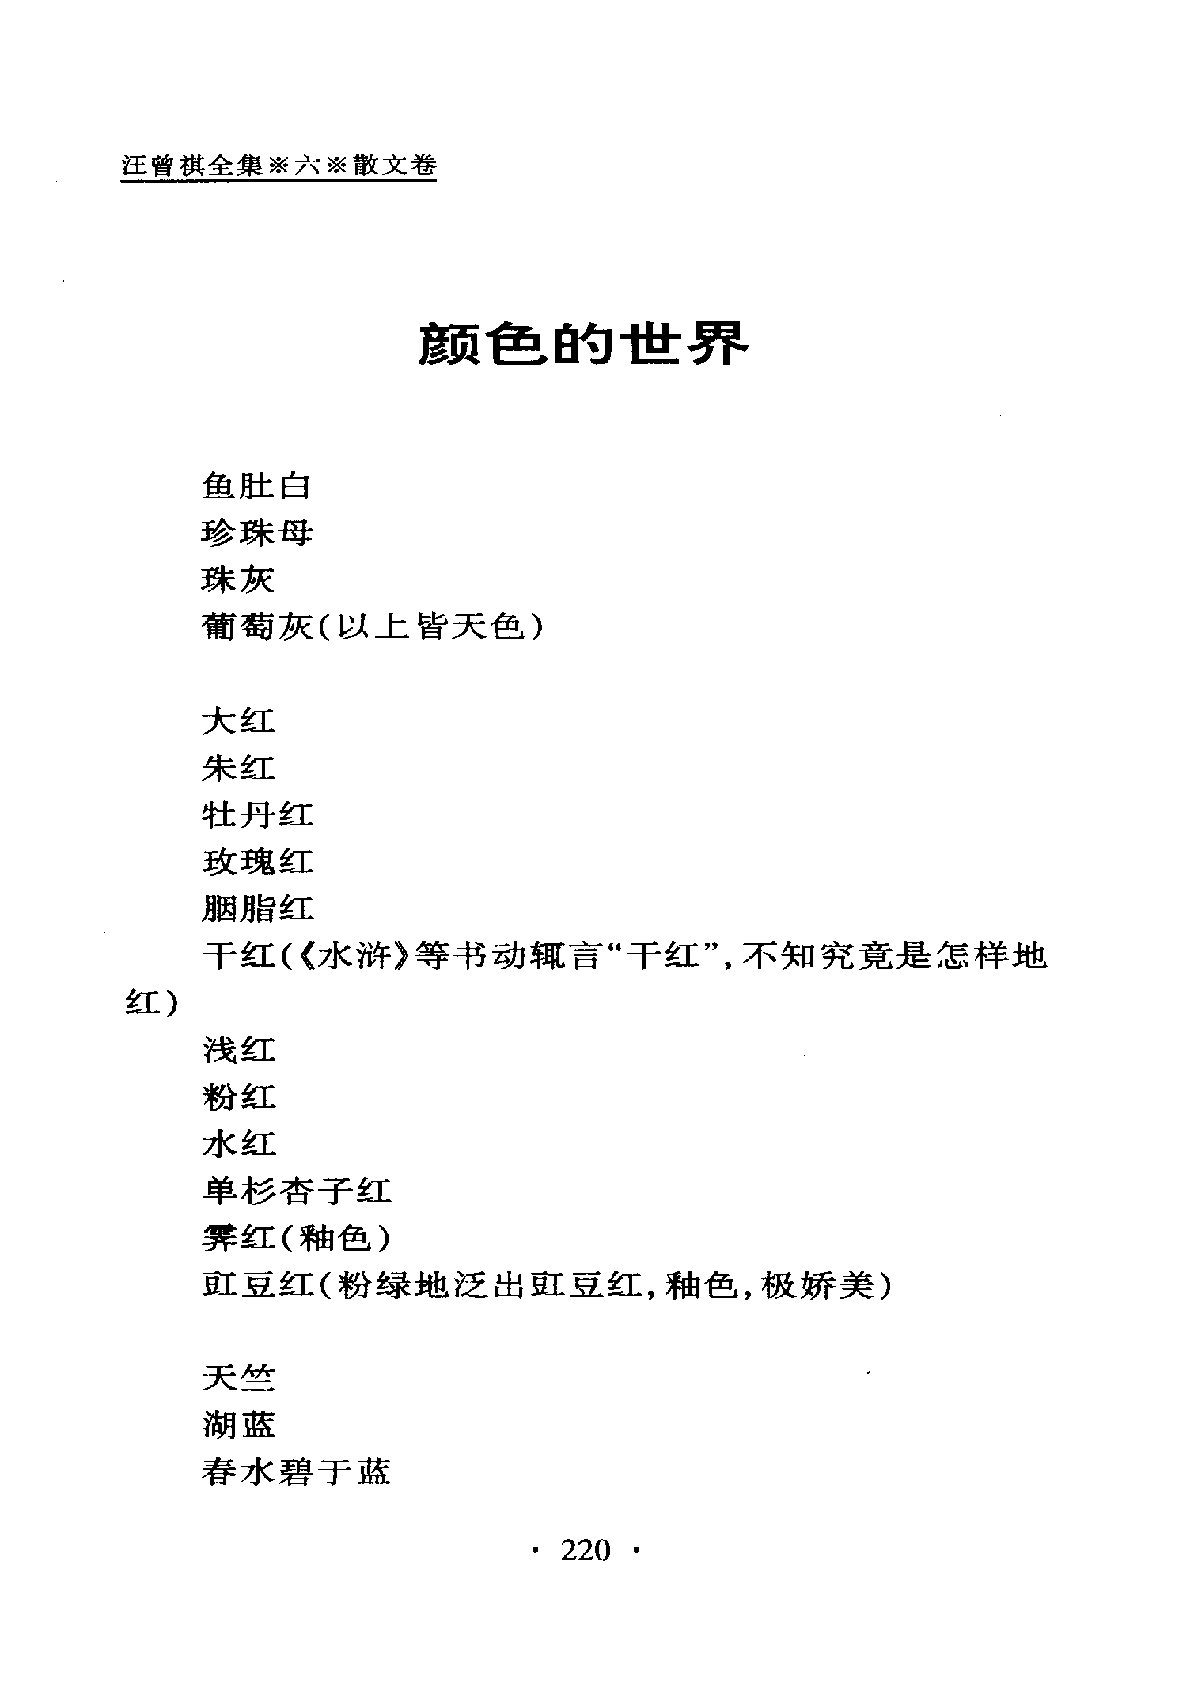 汪曾祺全集※六※散文卷
颜色的世界
鱼肚白
珍珠母
珠灰
葡萄灰(以上皆天色)
大红
朱红
牡丹红
玫瑰红
胭脂红
干红(《水浒》等书动辄言“干红”,不知究竟是怎样地
红)
浅红
粉红
水红
单杉杏子红
霁红(釉色)
豇豆红(粉绿地泛出豇豆红,釉色,极娇美)
天竺
湖蓝
春水碧于蓝
· 220 ·